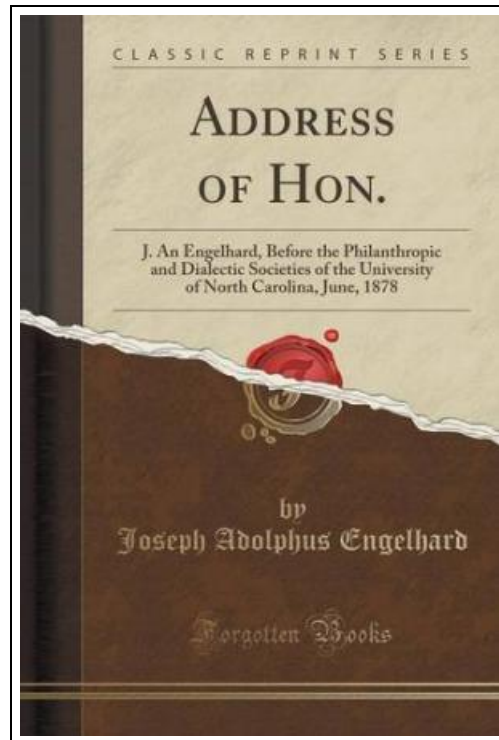 CLASSIC REPRINT SERIES
ADDRESS
OF HON.
J. An Engelhard, Before the Philanthropic
and Dialectic Societies of the University
of North Carolina, June, 1878
by
Joseph Adolphus Engelhard
Forgotten Books